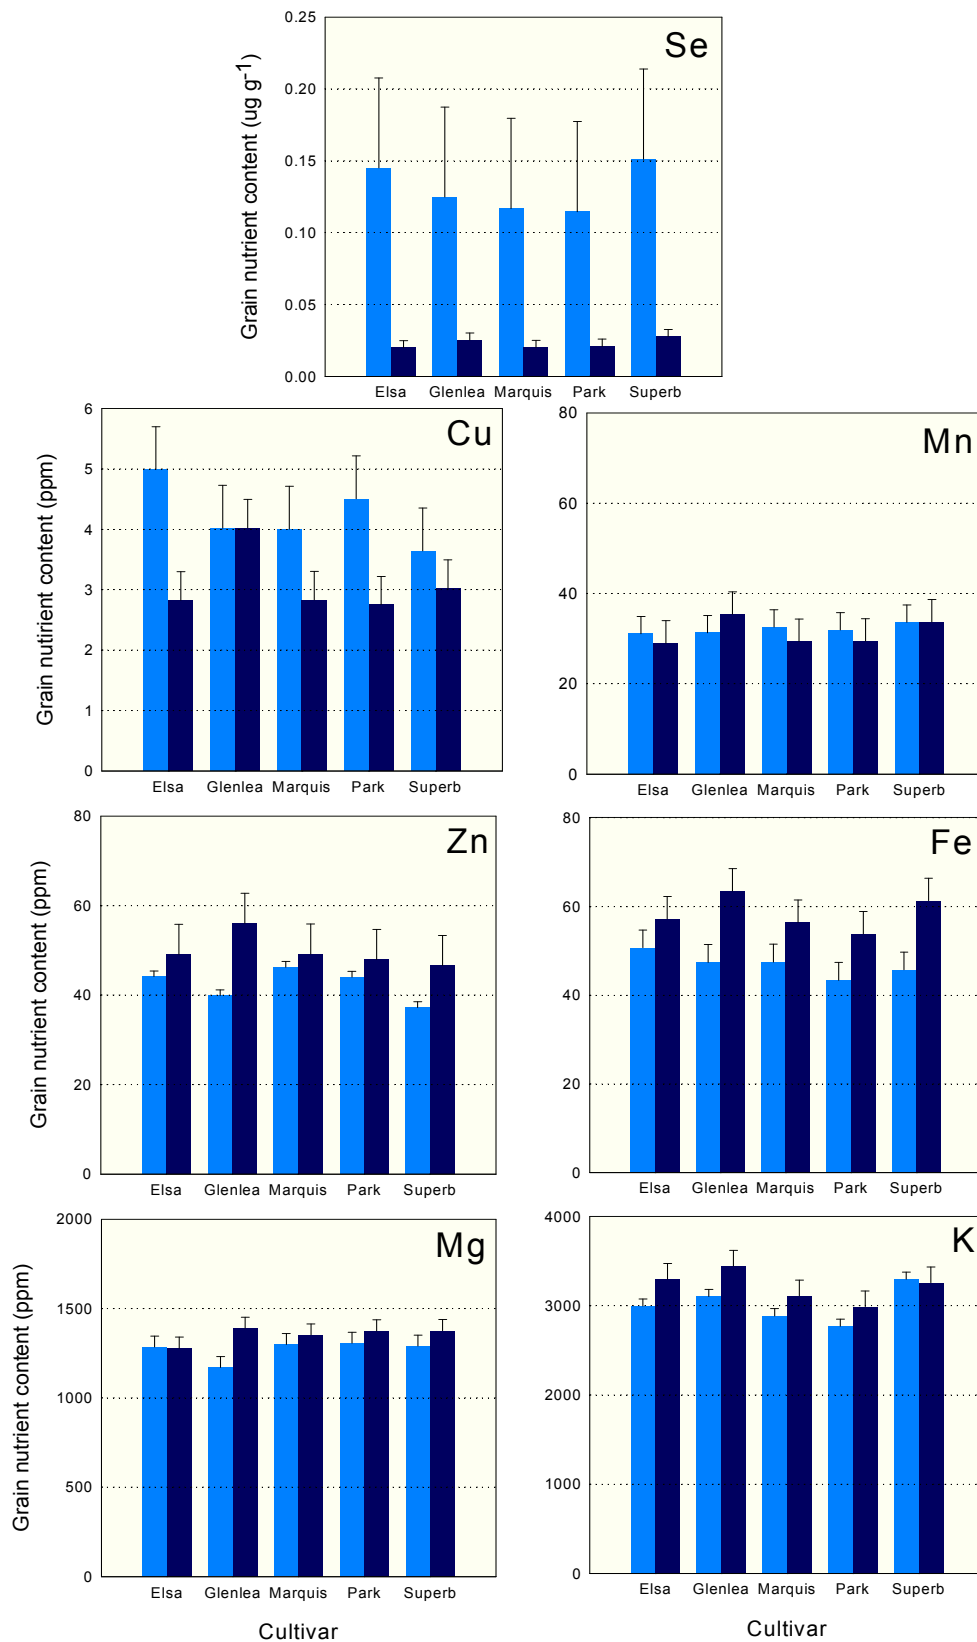 Se
Grain nutrient content (ug g-1)
0.25
0.20
0.15
0.10
0.05
0.00
Elsa Glenlea Marquis Park Superb
Cu
Grain nutirient content (ppm)
6
5
4
3
2
1
0
Elsa Glenlea Marquis Park Superb
Mn
80
60
40
20
0
Elsa Glenlea Marquis Park Superb
Zn
Grain nutrient content (ppm)
80
60
40
20
0
Elsa Glenlea Marquis Park Superb
Fe
80
60
40
20
0
Elsa Glenlea Marquis Park Superb
Mg
Grain nutrient content (ppm)
2000
1500
1000
500
0
Elsa Glenlea Marquis Park Superb
Cultivar
K
4000
3000
2000
1000
0
Elsa Glenlea Marquis Park Superb
Cultivar